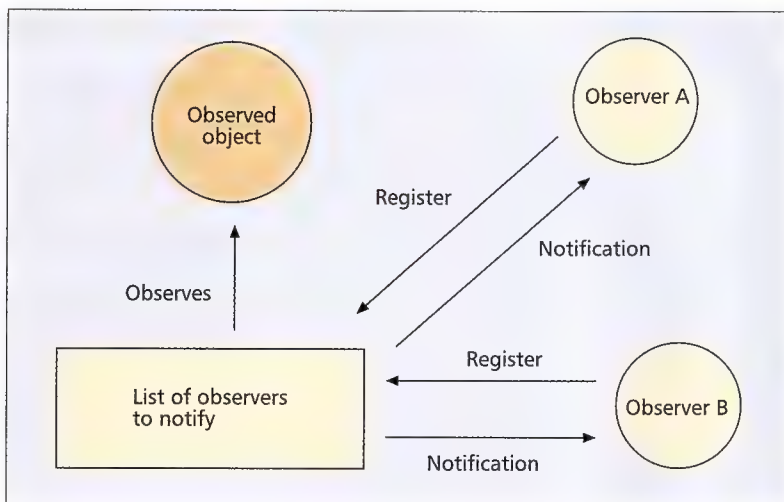 Observed
object
Observer A
Register
Notification
Observes
Register
List of observers
to notify
Observer B
Notification